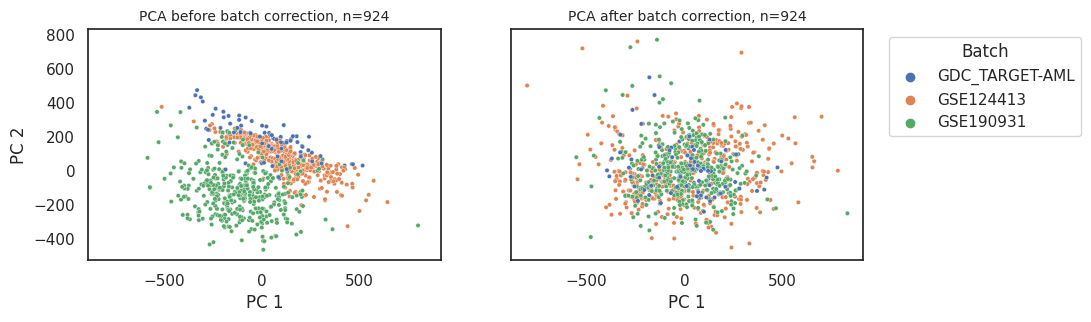 PCA before batch correction, n=924
800
600
400
200
0
−200
−400
PC 2
−500
0
500
PC 1
PCA after batch correction, n=924
−500
0
500
PC 1
Batch
GDC_TARGET-AML
GSE124413
GSE190931